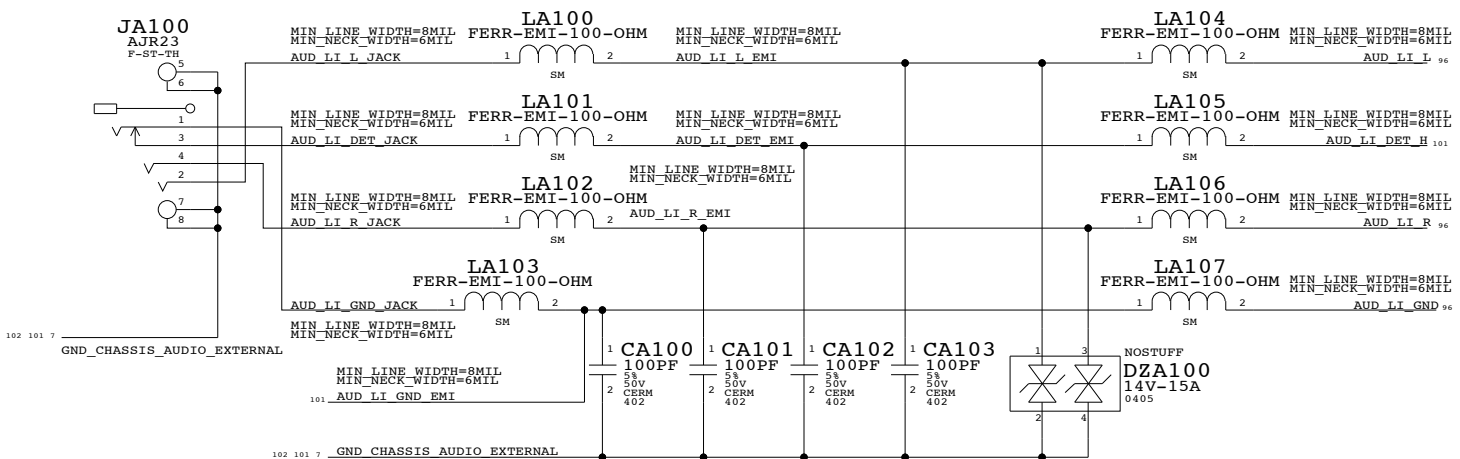 JA100
AJR23
F-ST-TH
5
6
1
3
4
2
7
8
102 101 7
GND_CHASSIS_AUDIO_EXTERNAL
MIN_LINE_WIDTH=8MIL
MIN_NECK_WIDTH=6MIL
AUD_LI_L_JACK
LA100
FERR-EMI-100-OHM
1
2
SM
MIN_LINE_WIDTH=8MIL
MIN_NECK_WIDTH=6MIL
AUD_LI_L_EMI
LA104
FERR-EMI-100-OHM
1
2
SM
MIN_LINE_WIDTH=8MIL
MIN_NECK_WIDTH=6MIL
AUD_LI_L 96
MIN_LINE_WIDTH=8MIL
MIN_NECK_WIDTH=6MIL
AUD_LI_DET_JACK
LA101
FERR-EMI-100-OHM
1
2
SM
MIN_LINE_WIDTH=8MIL
MIN_NECK_WIDTH=6MIL
AUD_LI_DET_EMI
LA105
FERR-EMI-100-OHM
1
2
SM
MIN_LINE_WIDTH=8MIL
MIN_NECK_WIDTH=6MIL
AUD_LI_DET_H 101
MIN_LINE_WIDTH=8MIL
MIN_NECK_WIDTH=6MIL
AUD_LI_R_JACK
LA102
FERR-EMI-100-OHM
1
2
SM
MIN_LINE_WIDTH=8MIL
MIN_NECK_WIDTH=6MIL
AUD_LI_R_EMI
LA106
FERR-EMI-100-OHM
1
2
SM
MIN_LINE_WIDTH=8MIL
MIN_NECK_WIDTH=6MIL
AUD_LI_R 96
AUD_LI_GND_JACK
MIN_LINE_WIDTH=8MIL
MIN_NECK_WIDTH=6MIL
LA103
FERR-EMI-100-OHM
1
2
SM
LA107
FERR-EMI-100-OHM
1
2
SM
MIN_LINE_WIDTH=8MIL
MIN_NECK_WIDTH=6MIL
AUD_LI_GND 96
MIN_LINE_WIDTH=8MIL
MIN_NECK_WIDTH=6MIL
101 AUD_LI_GND_EMI
1
2
CA100
100PF
5%
50V
CERM
402
1
2
CA101
100PF
5%
50V
CERM
402
1
2
CA102
100PF
5%
50V
CERM
402
1
2
CA103
100PF
5%
50V
CERM
402
1
3
2
4
NOSTUFF
DZA100
14V-15A
0405
102 101 7 GND_CHASSIS_AUDIO_EXTERNAL